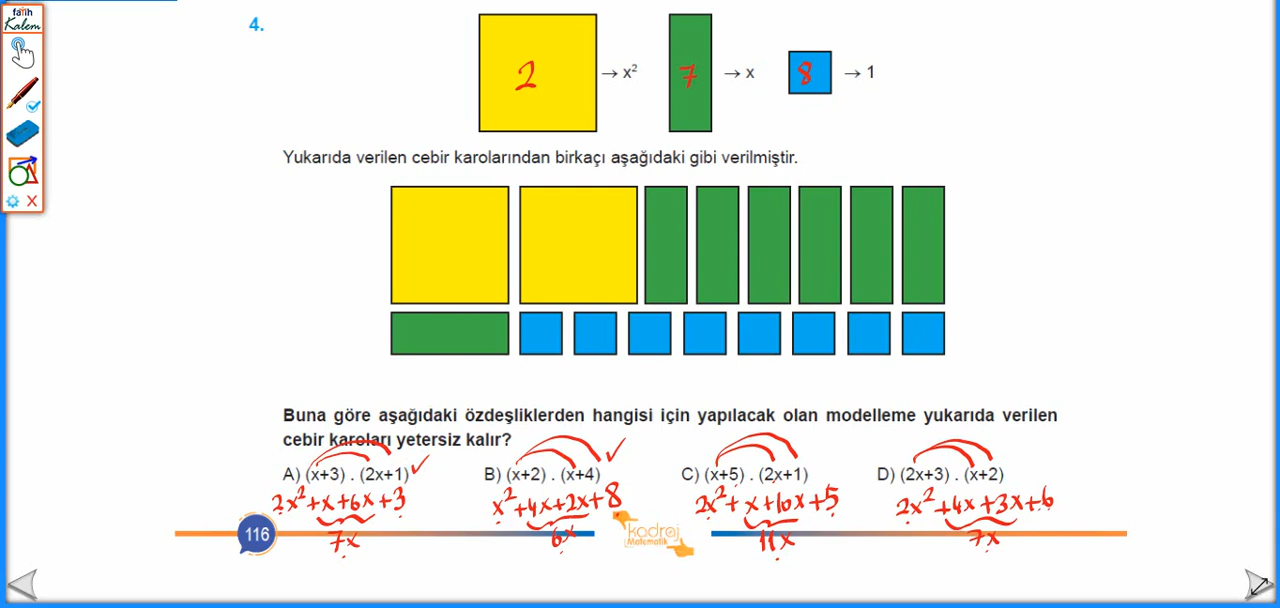 fatih
Kalem
4.
2 → x² 7 → x 8 → 1
Yukarıda verilen cebir karolarından birkaçı aşağıdaki gibi verilmiştir.
Buna göre aşağıdaki özdeşliklerden hangisi için yapılacak olan modelleme yukarıda verilen
cebir karoları yetersiz kalır?
A) (x+3) . (2x+1) ✓ B) (x+2) . (x+4) ✓ C) (x+5) . (2x+1) D) (2x+3) . (x+2)
2x²+x+6x+3 x²+4x+2x+8 2x²+x+10x+5 2x²+4x+3x+6
7x 6x 11x 7x
116
kadraj
Matematik